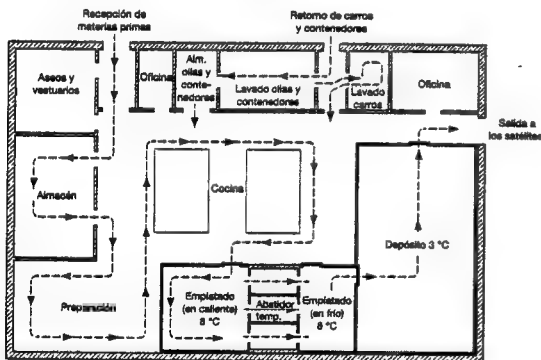 Recepción de
materias primas
Retorno de carros
y contenedores
Aseos y
vestuarios
Oficina
Alm.
ollas y
conte-
nedores
Lavado ollas y
contenedores
Lavado
carros
Oficina
Salida a
los satélites
Almacén
Cocina
Depósito 3 °C
Preparación
Emplatado
(en caliente)
8 °C
Abatidor
temp.
Emplatado
(en frío)
8 °C